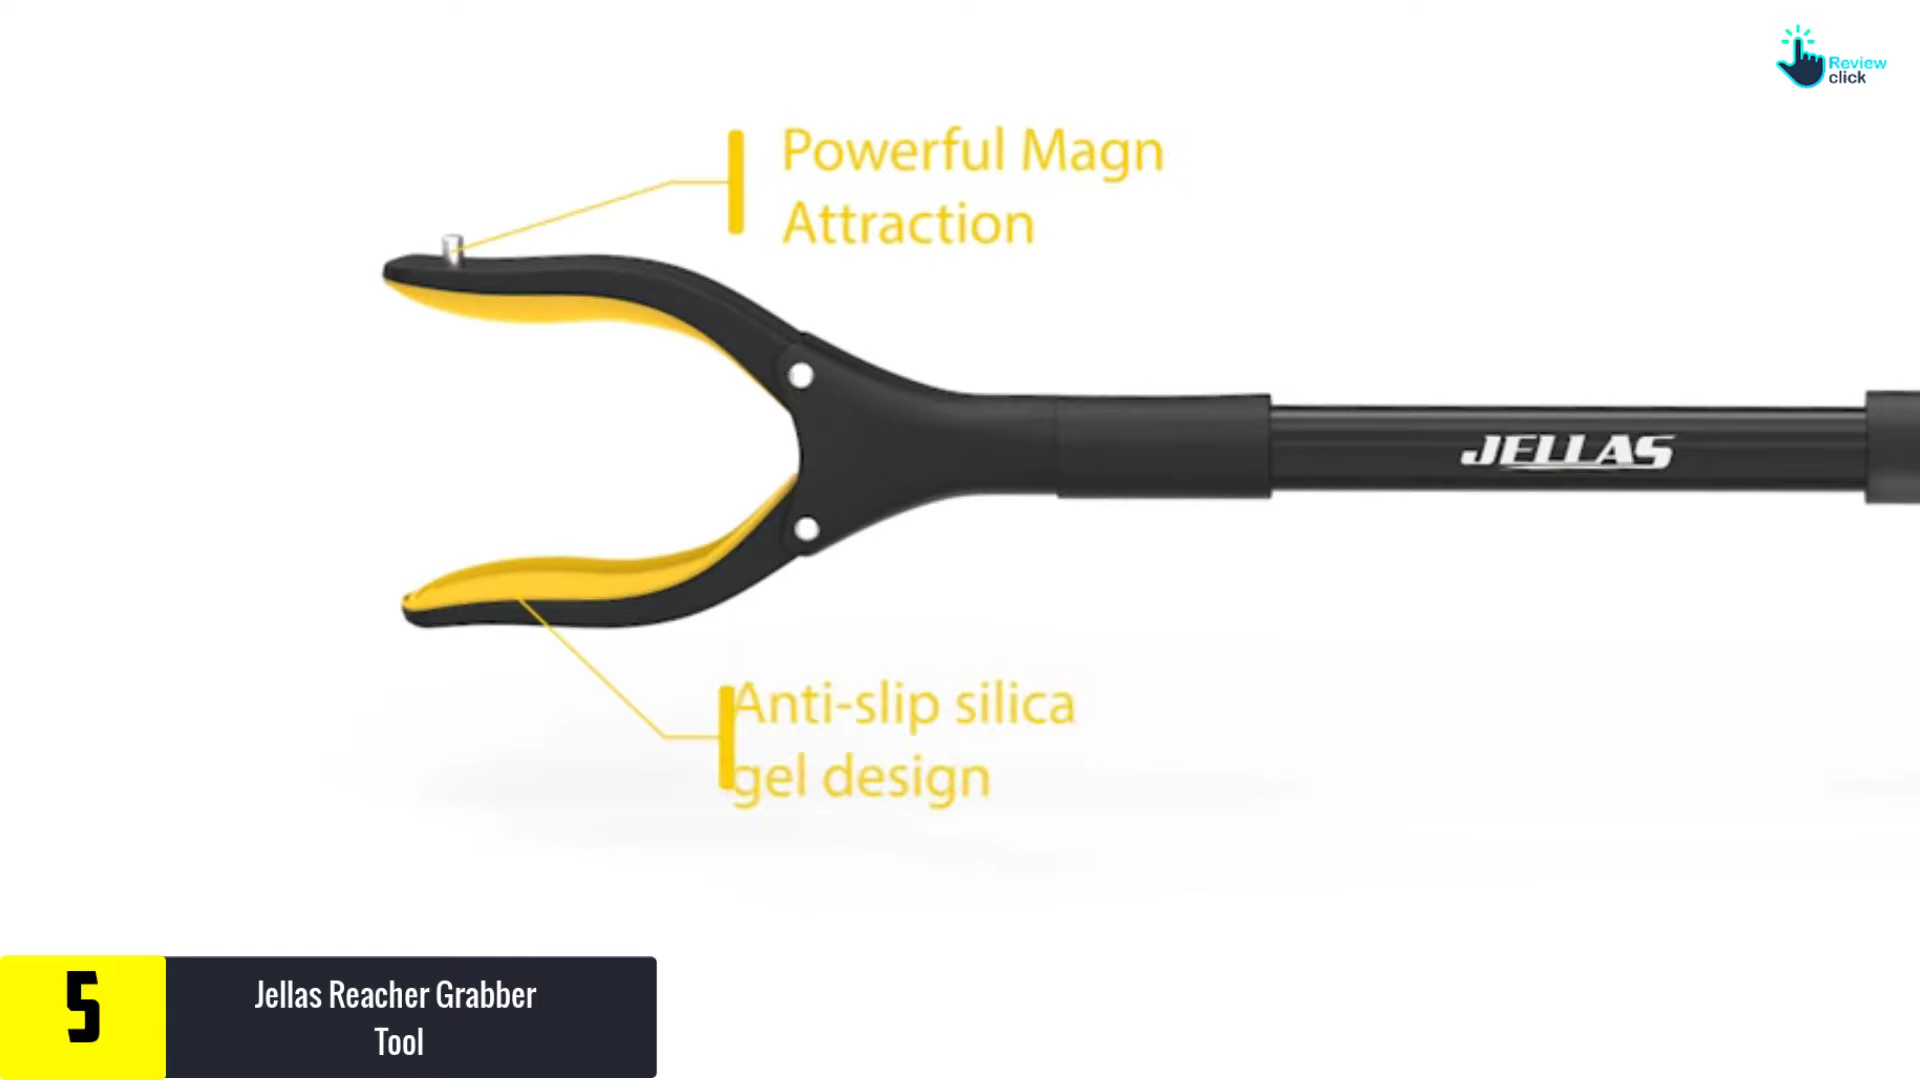 Review
click
Powerful Magn
Attraction
JELLAS
Anti-slip silica
gel design
5
Jellas Reacher Grabber
Tool